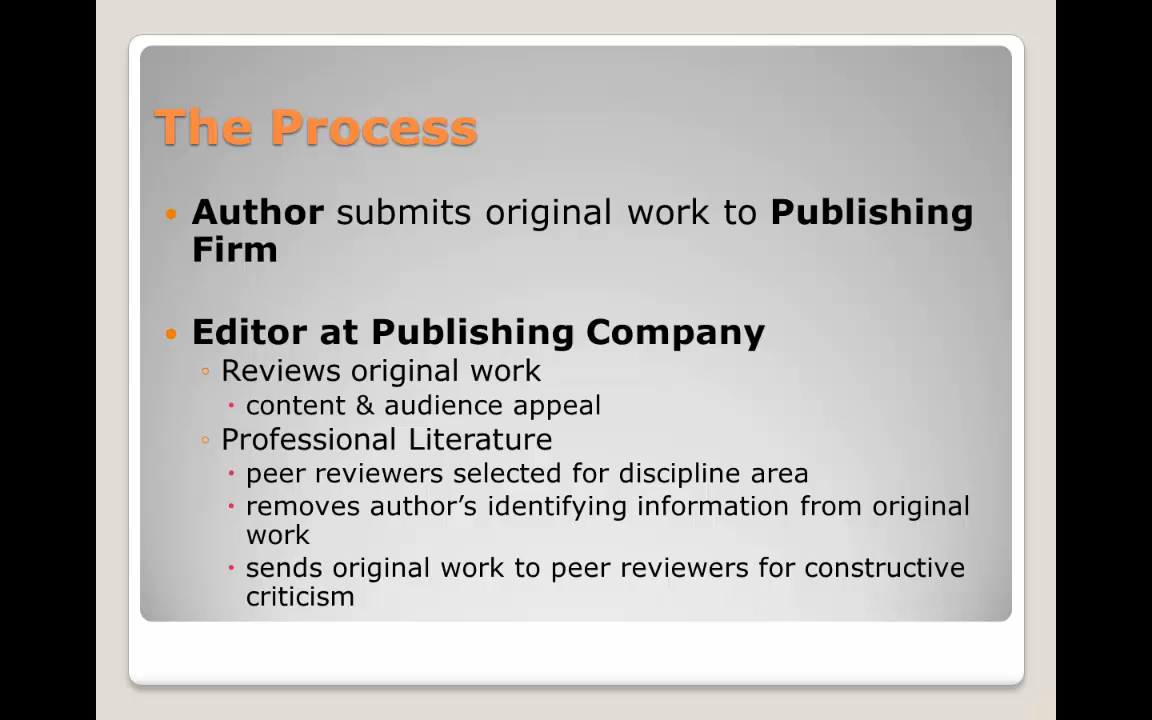 The Process
• Author submits original work to Publishing
Firm
• Editor at Publishing Company
◦ Reviews original work
• content & audience appeal
◦ Professional Literature
• peer reviewers selected for discipline area
• removes author’s identifying information from original
work
• sends original work to peer reviewers for constructive
criticism